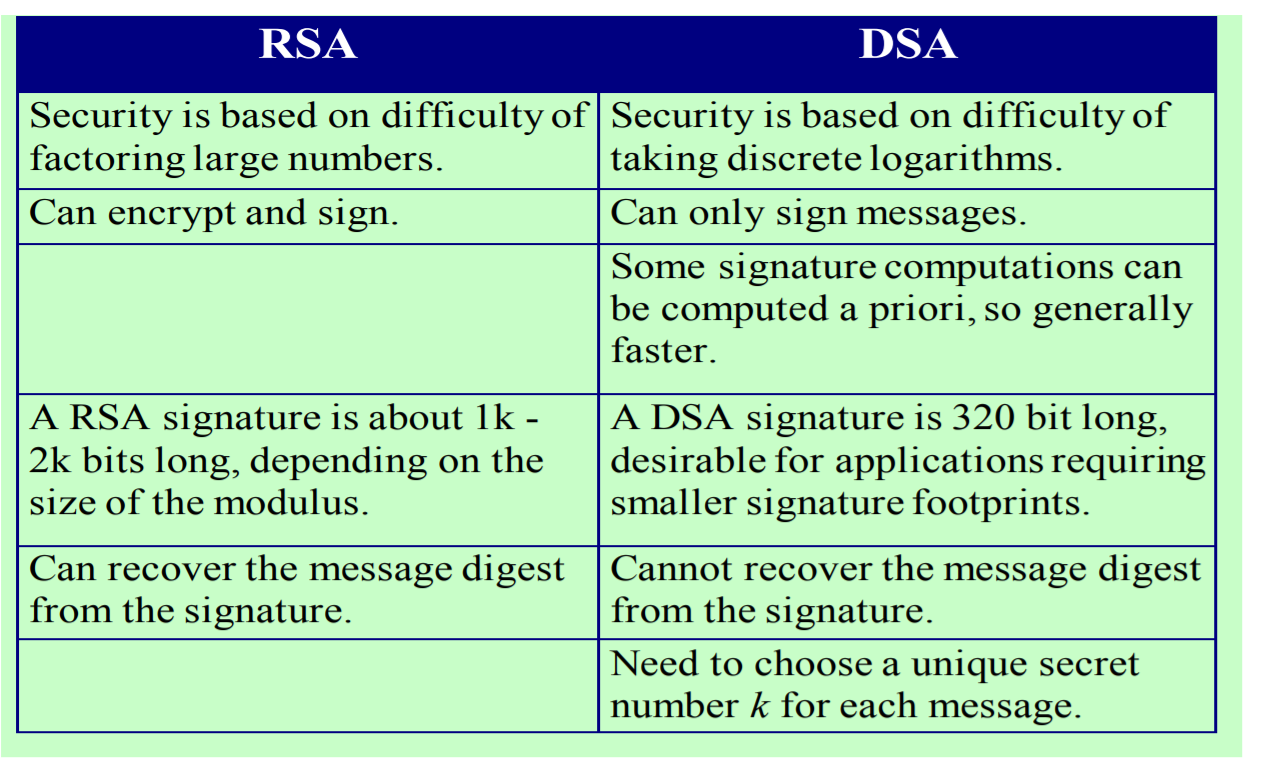 RSA
DSA
Security is based on difficulty of
factoring large numbers.
Security is based on difficulty of
taking discrete logarithms.
Can encrypt and sign.
Can only sign messages.
Some signature computations can
be computed a priori, so generally
faster.
A RSA signature is about 1k -
2k bits long, depending on the
size of the modulus.
A DSA signature is 320 bit long,
desirable for applications requiring
smaller signature footprints.
Can recover the message digest
from the signature.
Cannot recover the message digest
from the signature.
Need to choose a unique secret
number k for each message.